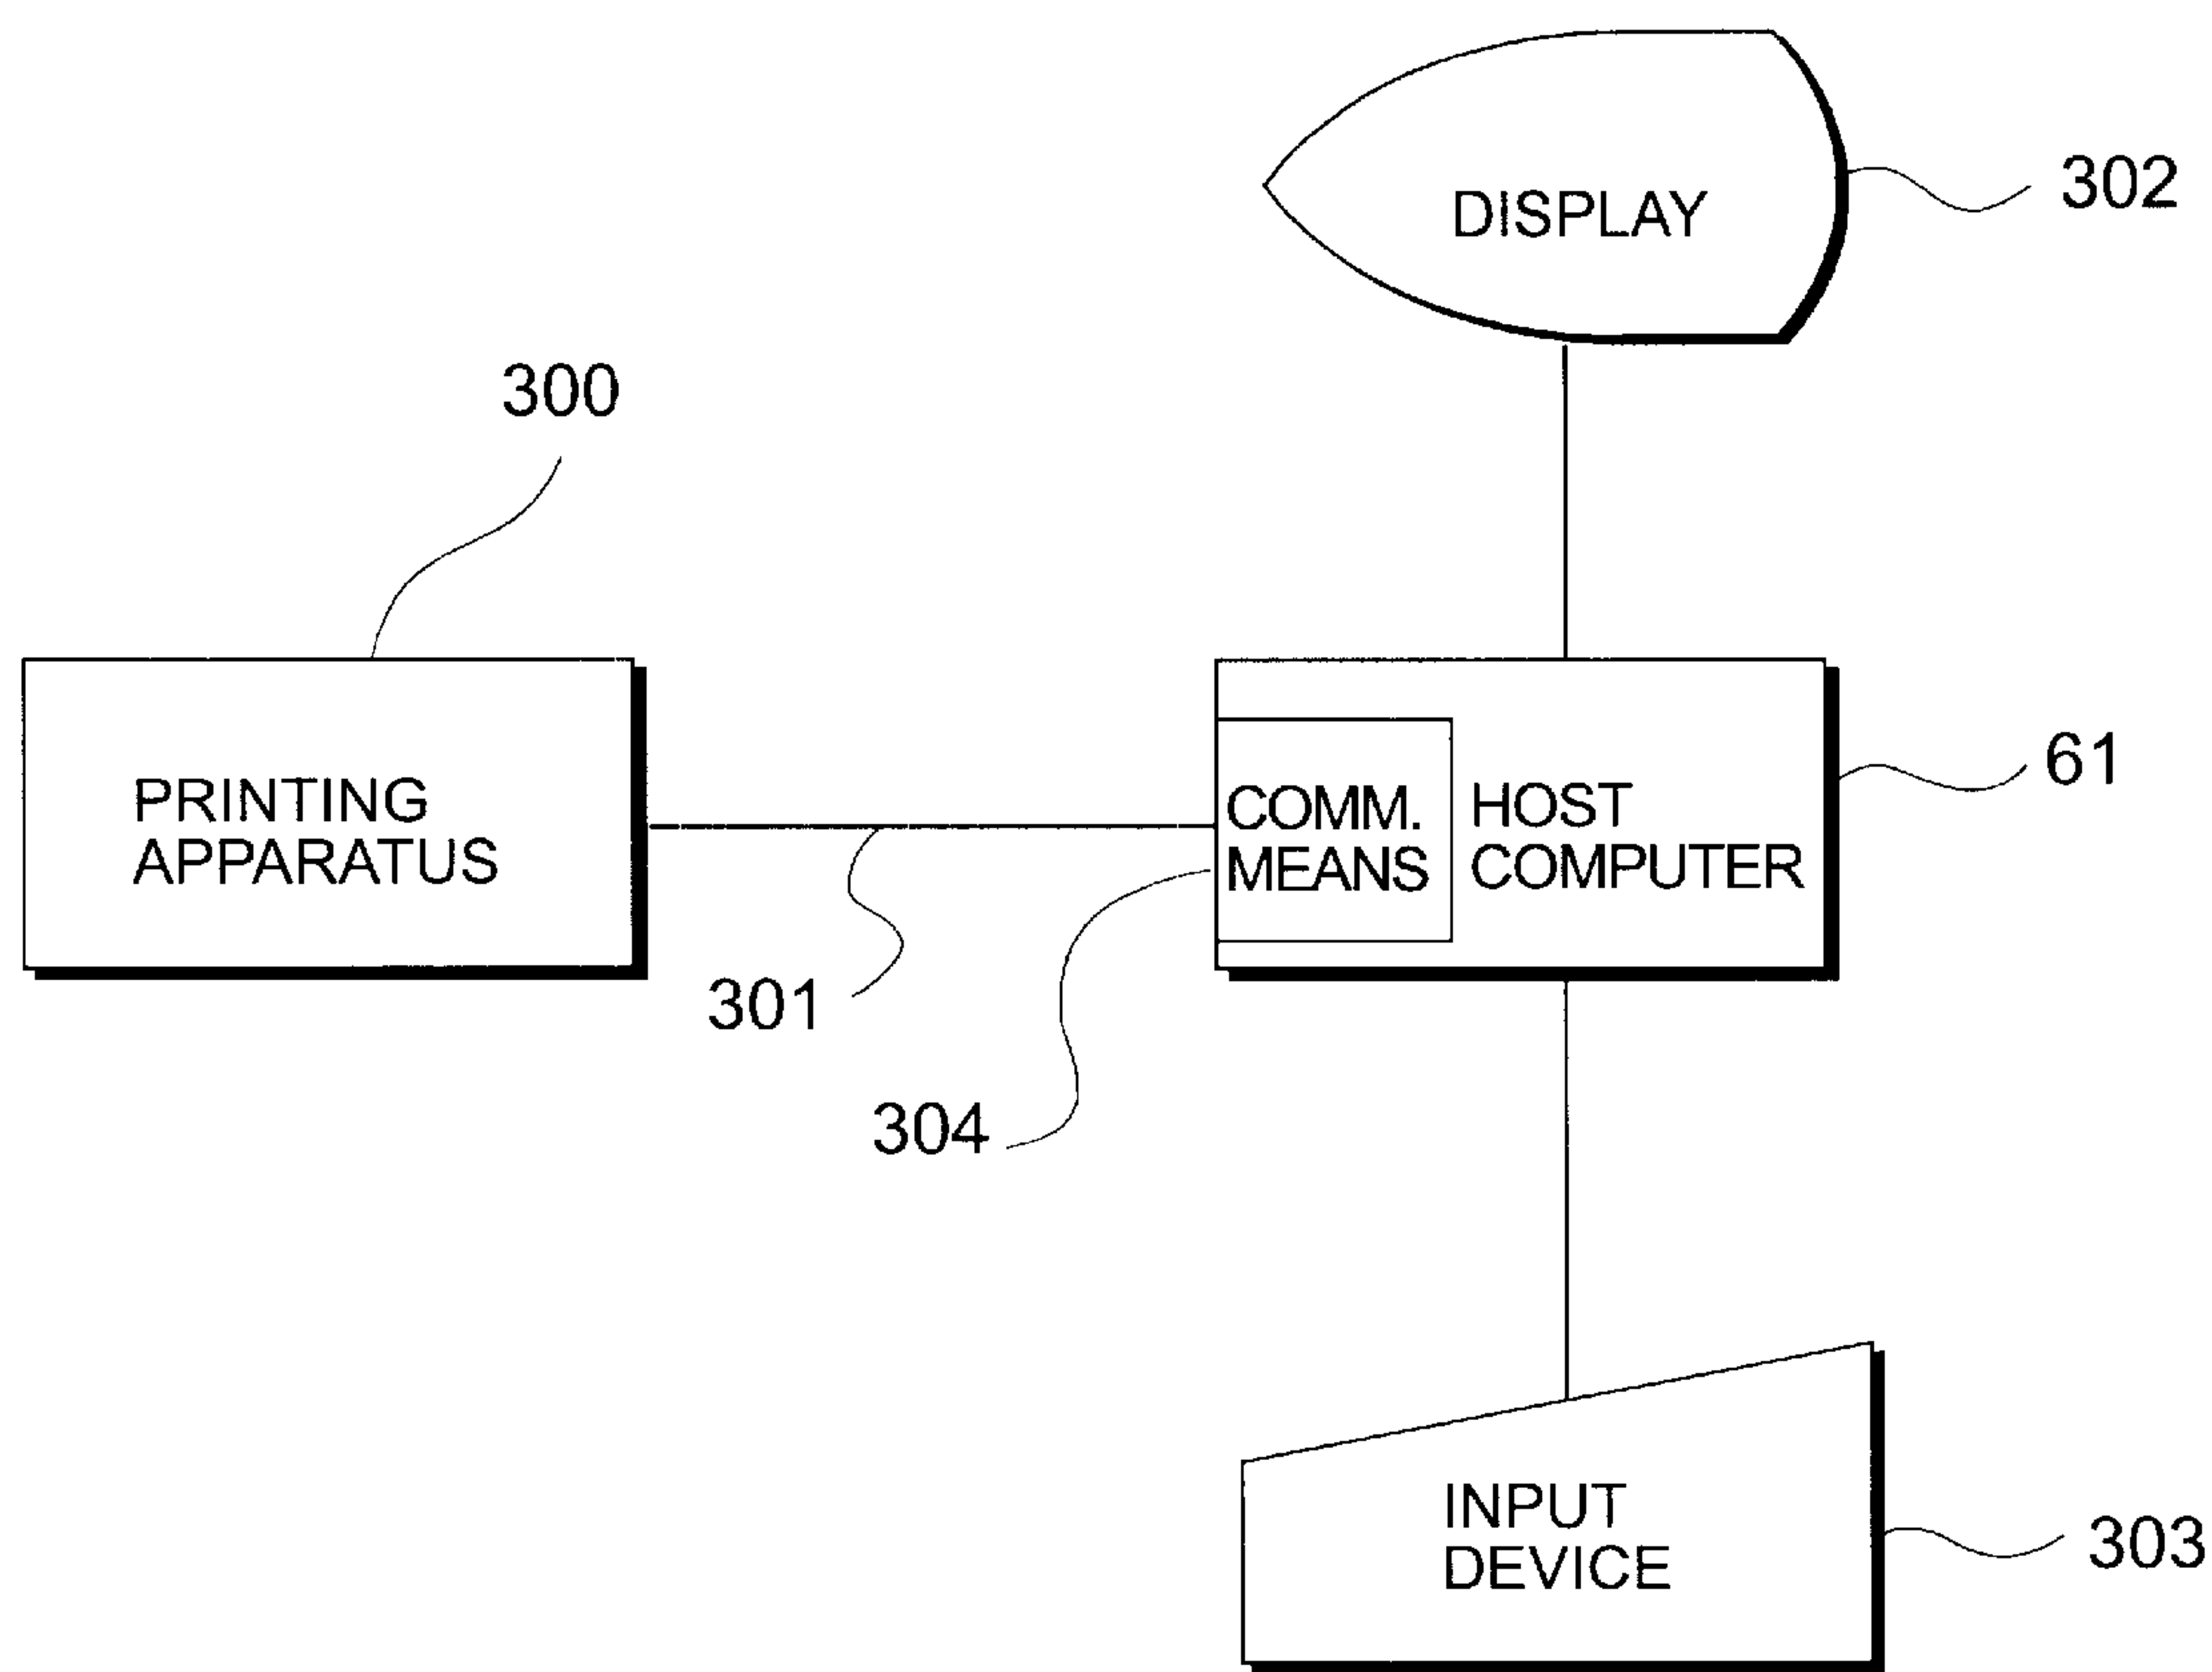 DISPLAY
302
300
PRINTING
APPARATUS
301
COMM.
MEANS
HOST
COMPUTER
61
304
INPUT
DEVICE
303